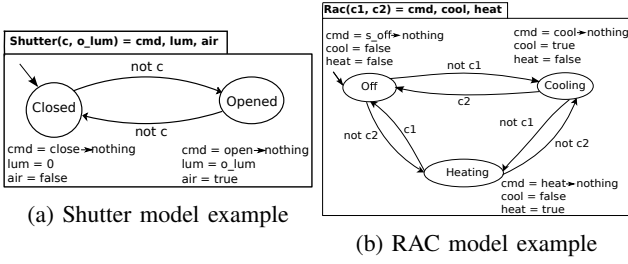 Shutter(c, o_lum) = cmd, lum, air
not c
Closed
Opened
not c
cmd = close→nothing
lum = 0
air = false
cmd = open→nothing
lum = o_lum
air = true
(a) Shutter model example
Rac(c1, c2) = cmd, cool, heat
cmd = s_off→nothing
cool = false
heat = false
cmd = cool→nothing
cool = true
heat = false
not c1
Off
Cooling
c2
not c2
c1
not c1
not c2
Heating
cmd = heat→nothing
cool = false
heat = true
(b) RAC model example